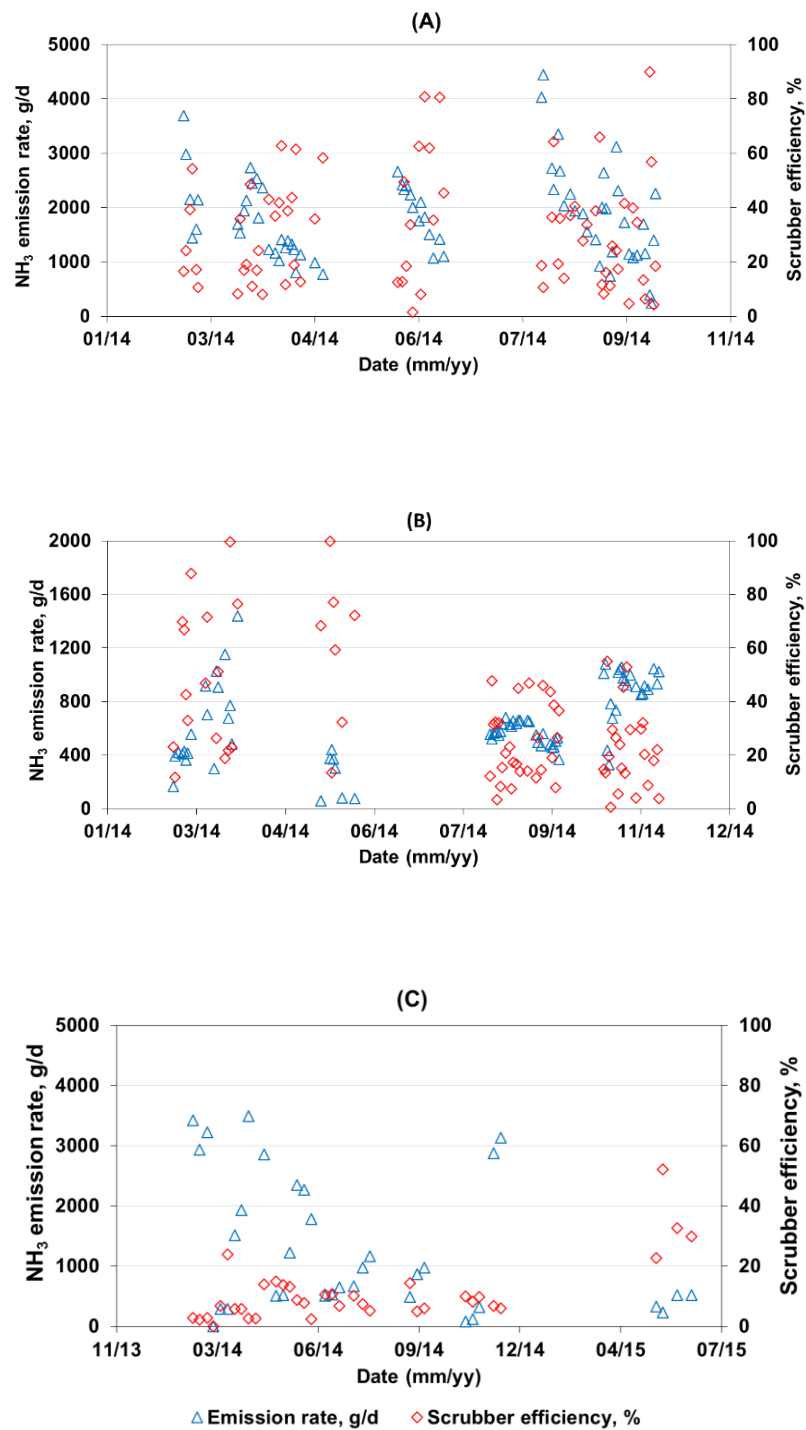 (A)
5000 100
4000 80
3000 60
2000 40
1000 20
0 0
NH₃ emission rate, g/d
Scrubber efficiency, %
01/14 03/14 04/14 06/14 07/14 09/14 11/14
Date (mm/yy)
(B)
2000 100
1600 80
1200 60
800 40
400 20
0 0
NH₃ emission rate, g/d
Scrubber efficiency, %
01/14 03/14 04/14 06/14 07/14 09/14 11/14 12/14
Date (mm/yy)
(C)
5000 100
4000 80
3000 60
2000 40
1000 20
0 0
NH₃ emission rate, g/d
Scrubber efficiency, %
11/13 03/14 06/14 09/14 12/14 04/15 07/15
Date (mm/yy)
Emission rate, g/d Scrubber efficiency, %